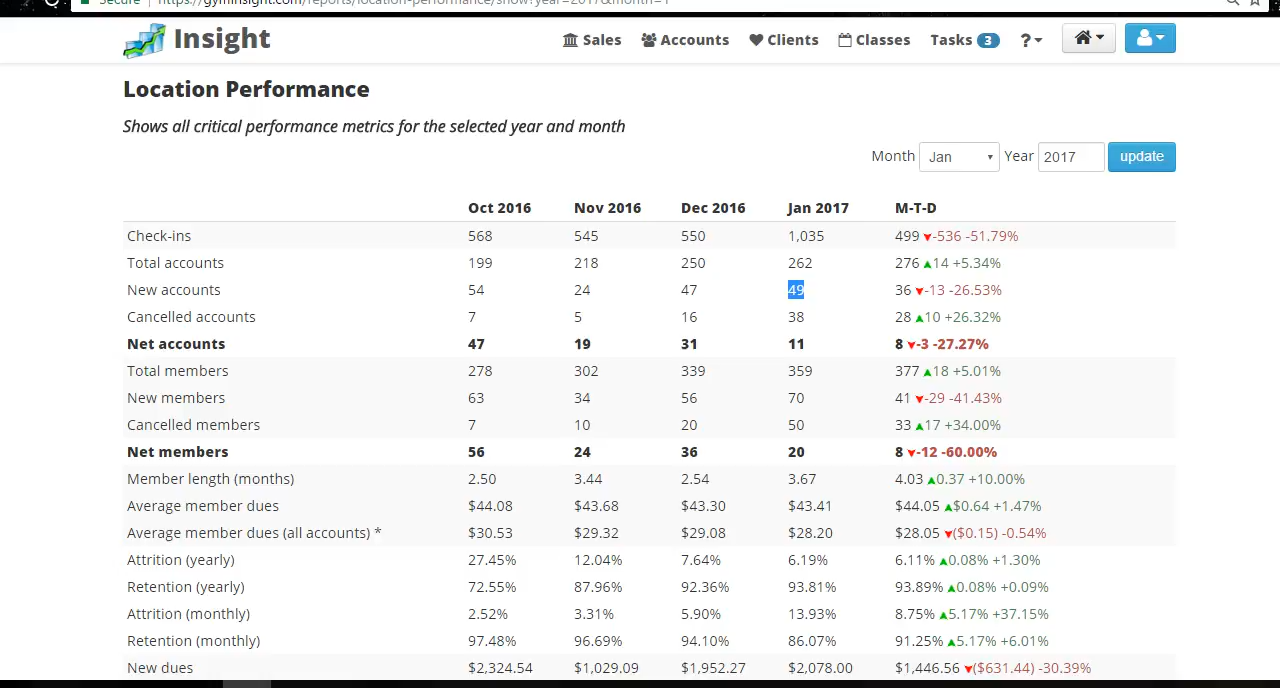 Secure https://gyminsight.com/reports/location-performance/show?year=2017&month=1
Insight Sales Accounts Clients Classes Tasks 3 ?
Location Performance
Shows all critical performance metrics for the selected year and month
Month Jan Year 2017 update
Oct 2016 Nov 2016 Dec 2016 Jan 2017 M-T-D
Check-ins 568 545 550 1,035 499 -536 -51.79%
Total accounts 199 218 250 262 276 14 +5.34%
New accounts 54 24 47 49 36 -13 -26.53%
Cancelled accounts 7 5 16 38 28 10 +26.32%
Net accounts 47 19 31 11 8 -3 -27.27%
Total members 278 302 339 359 377 18 +5.01%
New members 63 34 56 70 41 -29 -41.43%
Cancelled members 7 10 20 50 33 17 +34.00%
Net members 56 24 36 20 8 -12 -60.00%
Member length (months) 2.50 3.44 2.54 3.67 4.03 0.37 +10.00%
Average member dues $44.08 $43.68 $43.30 $43.41 $44.05 $0.64 +1.47%
Average member dues (all accounts) * $30.53 $29.32 $29.08 $28.20 $28.05 ($0.15) -0.54%
Attrition (yearly) 27.45% 12.04% 7.64% 6.19% 6.11% 0.08% +1.30%
Retention (yearly) 72.55% 87.96% 92.36% 93.81% 93.89% 0.08% +0.09%
Attrition (monthly) 2.52% 3.31% 5.90% 13.93% 8.75% 5.17% +37.15%
Retention (monthly) 97.48% 96.69% 94.10% 86.07% 91.25% 5.17% +6.01%
New dues $2,324.54 $1,029.09 $1,952.27 $2,078.00 $1,446.56 ($631.44) -30.39%